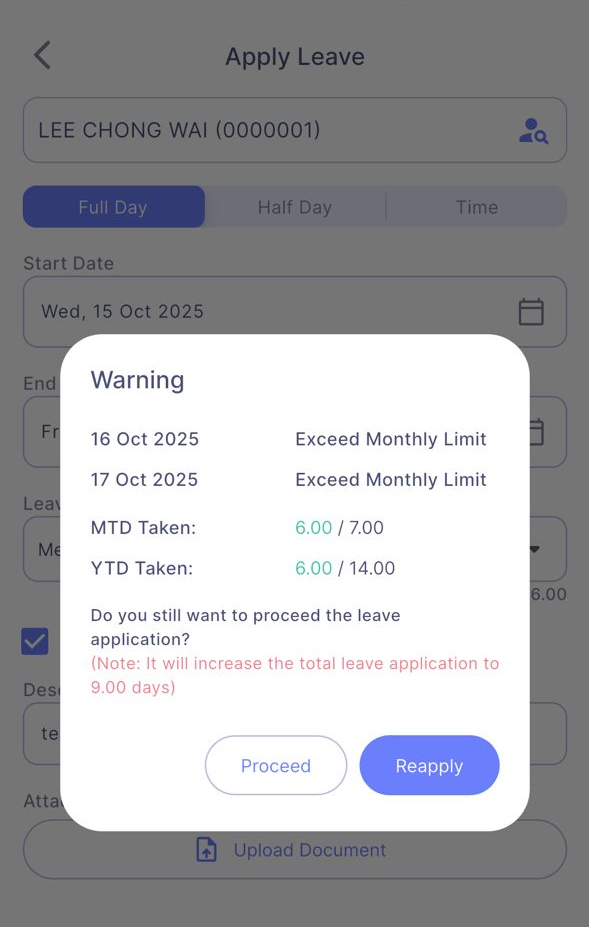 Apply Leave
LEE CHONG WAI (0000001)
Full Day Half Day Time
Start Date
Wed, 15 Oct 2025
Warning
End
16 Oct 2025 Exceed Monthly Limit
Fr
17 Oct 2025 Exceed Monthly Limit
Leav
MTD Taken: 6.00 / 7.00
Me
YTD Taken: 6.00 / 14.00
6.00
Do you still want to proceed the leave
application?
(Note: It will increase the total leave application to
9.00 days)
Des
te
Proceed Reapply
Atta
Upload Document